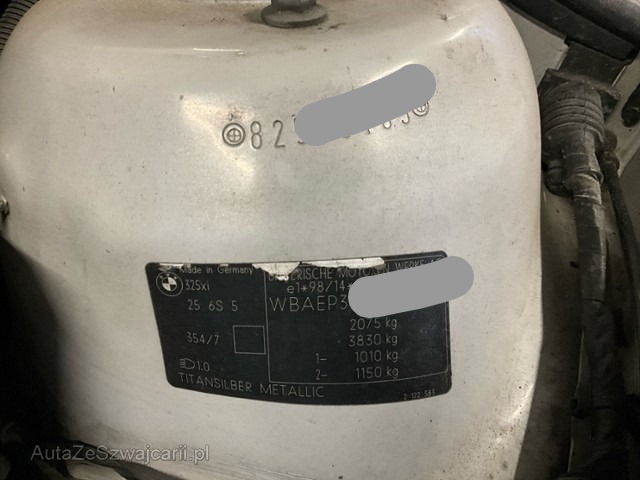 82
Made in Germany
325xi
25 6S 5
354/7
1.0
TITANSILBER METALLIC
MOTOREN WERKE
e1*98/14
WBAEP3
2075 kg
3830 kg
1- 1010 kg
2- 1150 kg
AutaZeSzwajcarii.pl